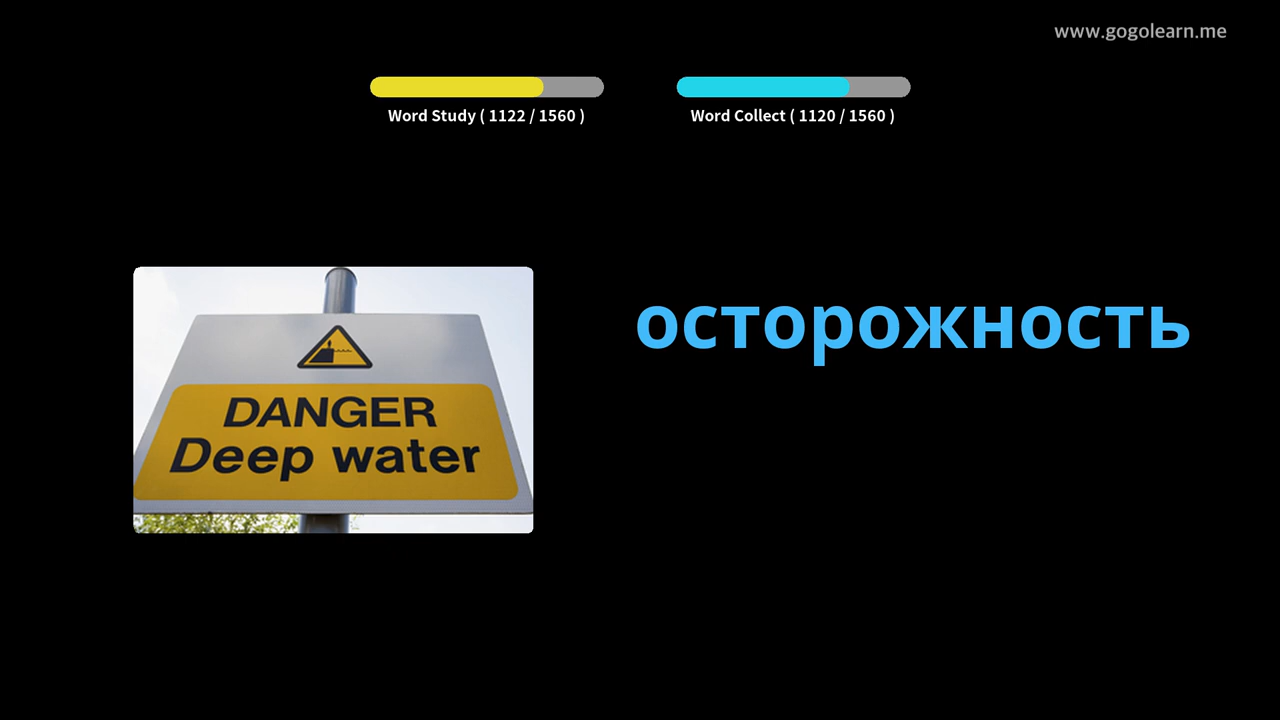 www.gogolearn.me
Word Study ( 1122 / 1560 )
Word Collect ( 1120 / 1560 )
осторожность
DANGER
Deep water